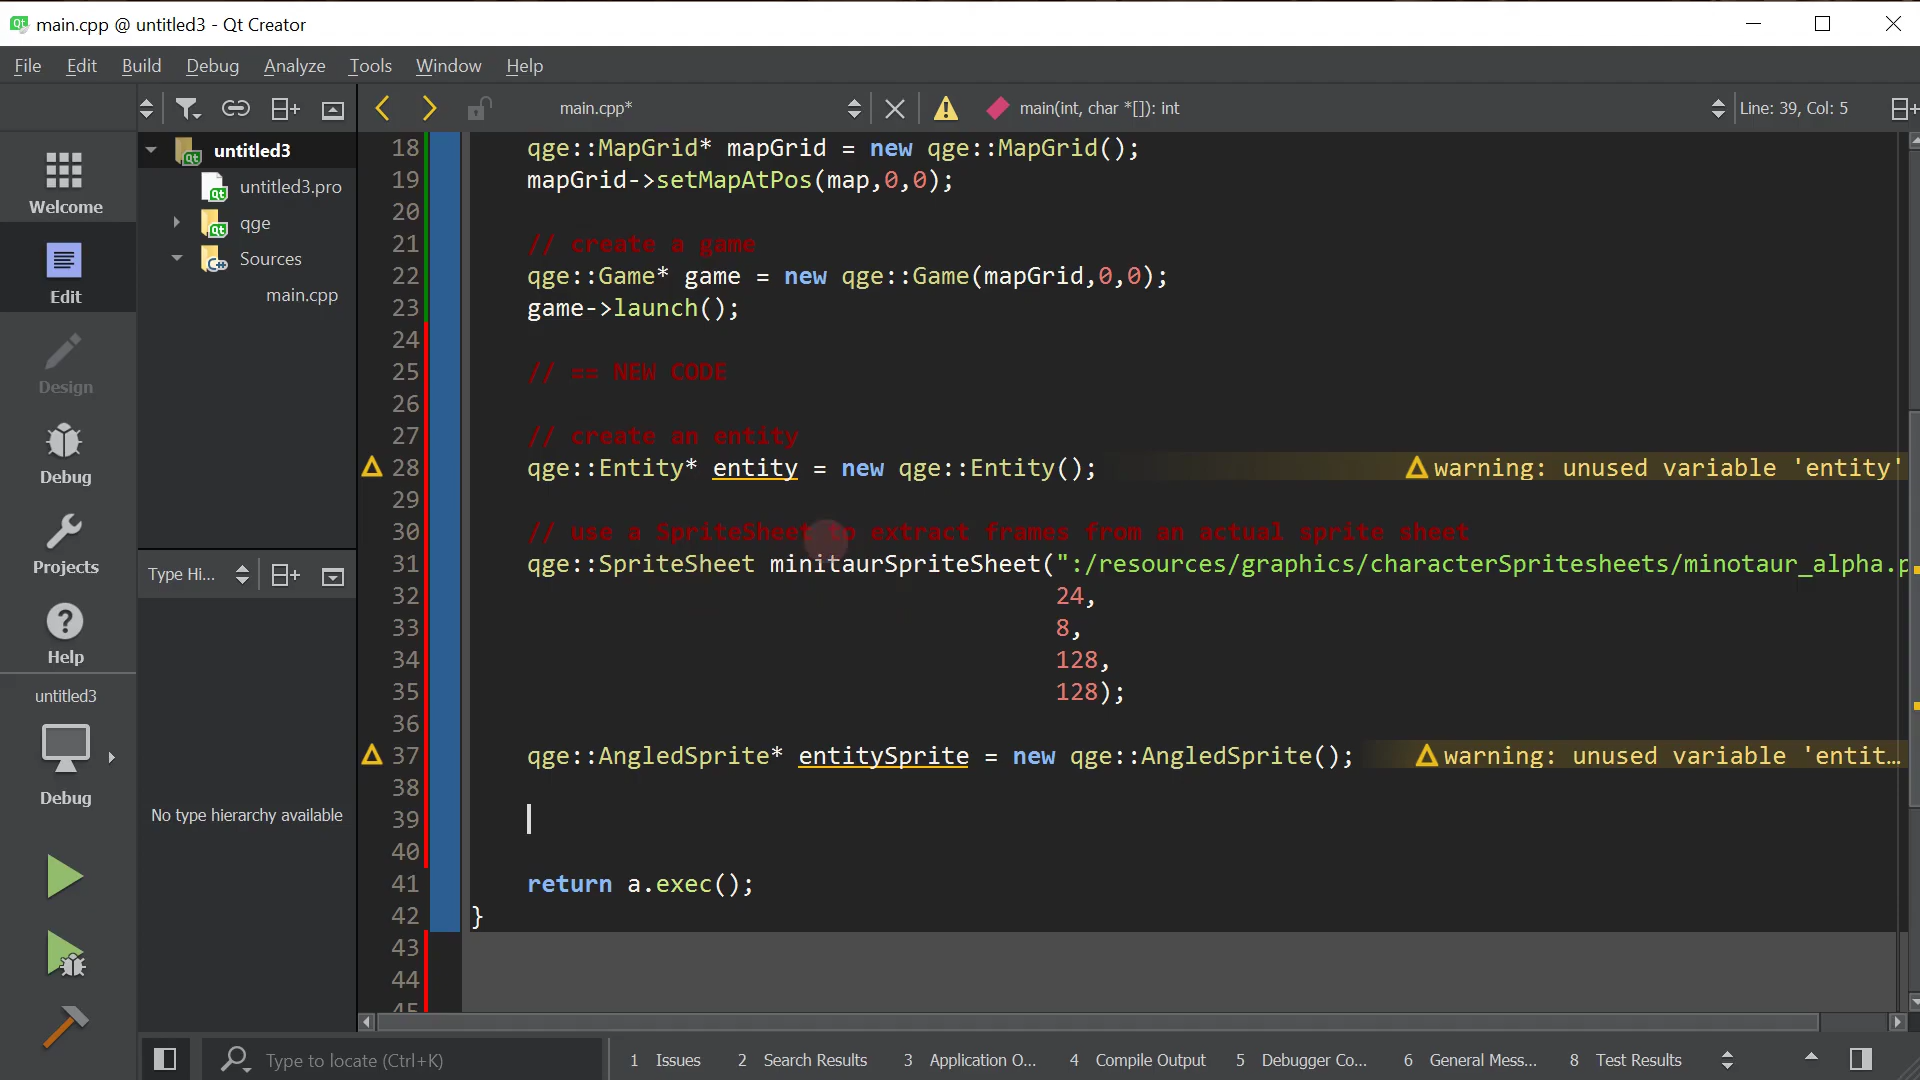 main.cpp @ untitled3 - Qt Creator
File Edit Build Debug Analyze Tools Window Help
main.cpp* main(int, char *[]): int Line: 39, Col: 5
Welcome
Edit
Design
Debug
Projects
Help
untitled3
Debug
untitled3
untitled3.pro
qge
Sources
main.cpp
Type Hi...
No type hierarchy available
18 qge::MapGrid* mapGrid = new qge::MapGrid();
19 mapGrid->setMapAtPos(map,0,0);
20
21 // create a game
22 qge::Game* game = new qge::Game(mapGrid,0,0);
23 game->launch();
24
25 // == NEW CODE
26
27 // create an entity
28 qge::Entity* entity = new qge::Entity(); warning: unused variable 'entity'
29
30 // use a SpriteSheet to extract frames from an actual sprite sheet
31 qge::SpriteSheet minitaurSpriteSheet(":/resources/graphics/characterSpritesheets/minotaur_alpha.p
32 24,
33 8,
34 128,
35 128);
36
37 qge::AngledSprite* entitySprite = new qge::AngledSprite(); warning: unused variable 'entit...
38
39
40
41 return a.exec();
42 }
43
44
45
Type to locate (Ctrl+K) 1 Issues 2 Search Results 3 Application O... 4 Compile Output 5 Debugger Co... 6 General Mess... 8 Test Results